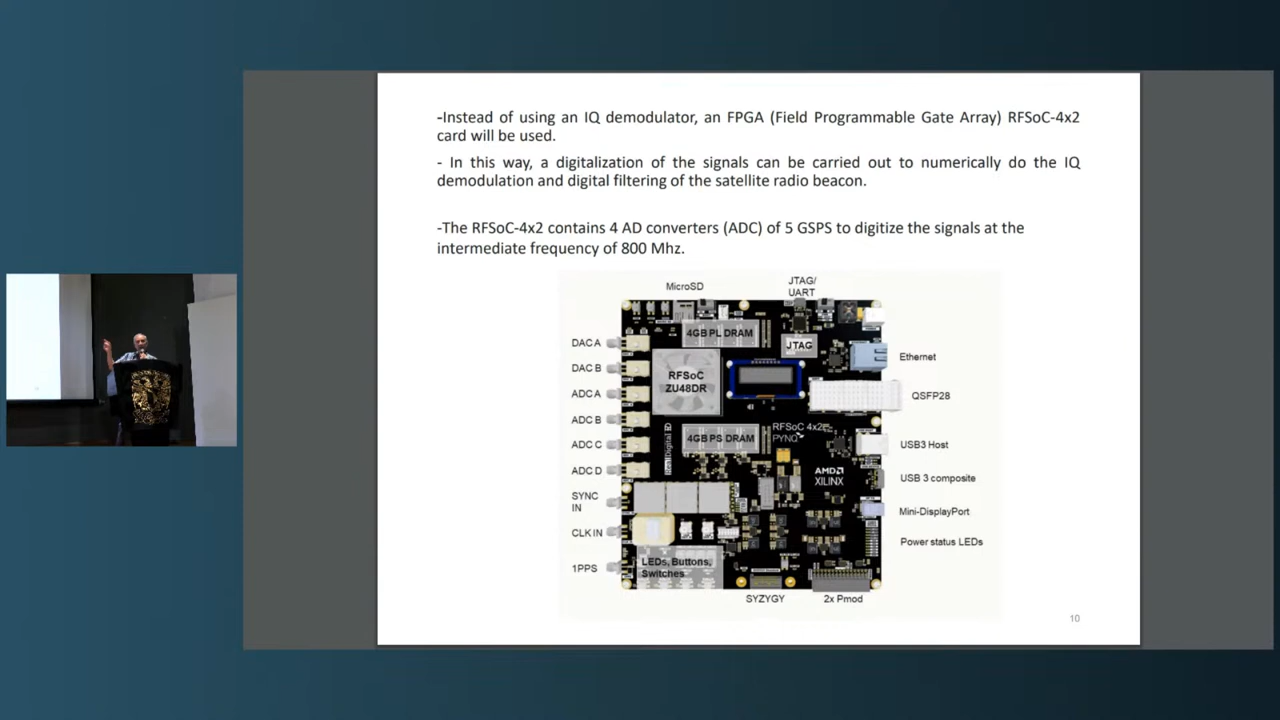 -Instead of using an IQ demodulator, an FPGA (Field Programmable Gate Array) RFSoC-4x2
card will be used.
- In this way, a digitalization of the signals can be carried out to numerically do the IQ
demodulation and digital filtering of the satellite radio beacon.
-The RFSoC-4x2 contains 4 AD converters (ADC) of 5 GSPS to digitize the signals at the
intermediate frequency of 800 Mhz.
MicroSD
JTAG/
UART
4GB PL DRAM
JTAG
DAC A
DAC B
ADC A
ADC B
ADC C
ADC D
SYNC
IN
CLK IN
1PPS
RFSoC
ZU48DR
Ethernet
QSFP28
RFSoC 4x2
PYNQ
4GB PS DRAM
Real Digital
AMD
XILINX
USB3 Host
USB 3 composite
Mini-DisplayPort
Power status LEDs
LEDs, Buttons,
Switches
SYZYGY
2x Pmod
10